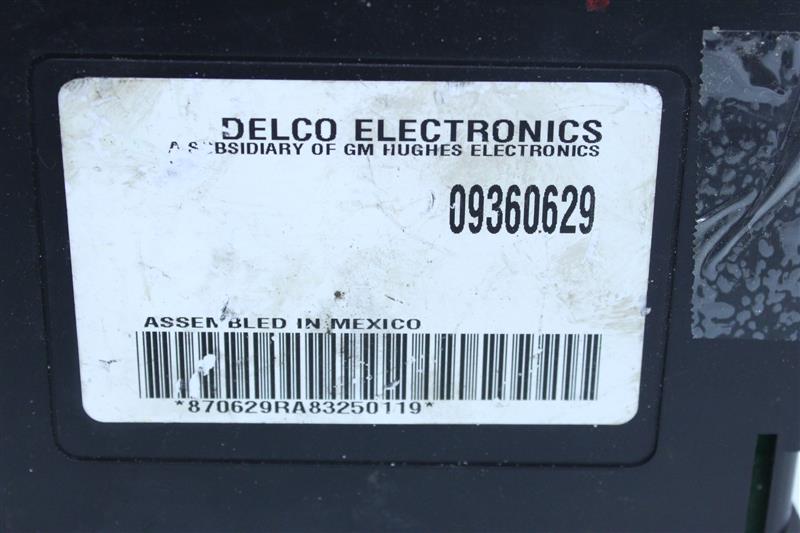 DELCO ELECTRONICS
A SUBSIDIARY OF GM HUGHES ELECTRONICS
09360629
ASSEMBLED IN MEXICO
*870629RA83250119*